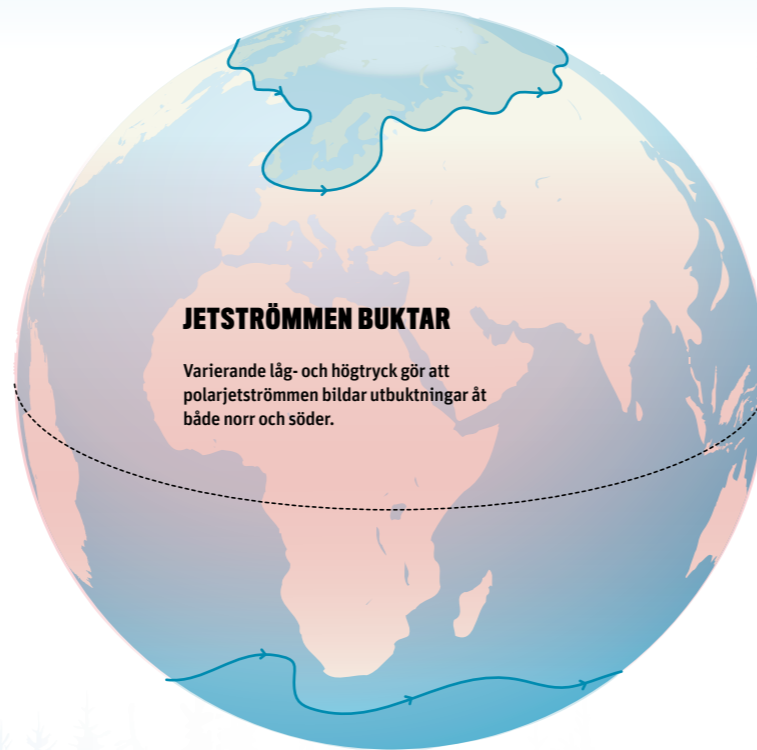 JETSTRÖMMEN BUKTAR
Varierande låg- och högtryck gör att
polarjetströmmen bildar utbuktningar åt
både norr och söder.